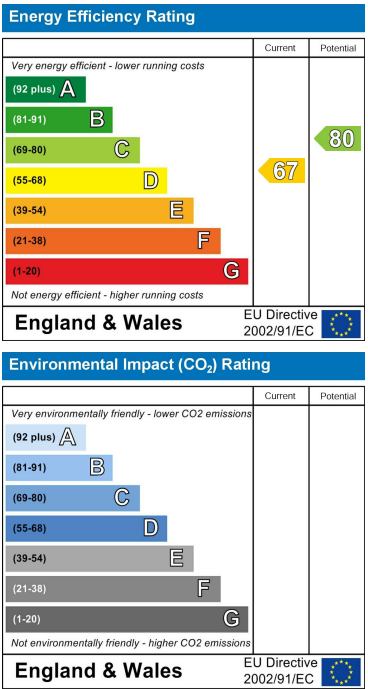 Energy Efficiency Rating
Current Potential
Very energy efficient - lower running costs
(92 plus) A
(81-91) B
(69-80) C
(55-68) D
(39-54) E
(21-38) F
(1-20) G
67
80
Not energy efficient - higher running costs
England & Wales
EU Directive
2002/91/EC
Environmental Impact (CO₂) Rating
Current Potential
Very environmentally friendly - lower CO2 emissions
(92 plus) A
(81-91) B
(69-80) C
(55-68) D
(39-54) E
(21-38) F
(1-20) G
Not environmentally friendly - higher CO2 emissions
England & Wales
EU Directive
2002/91/EC